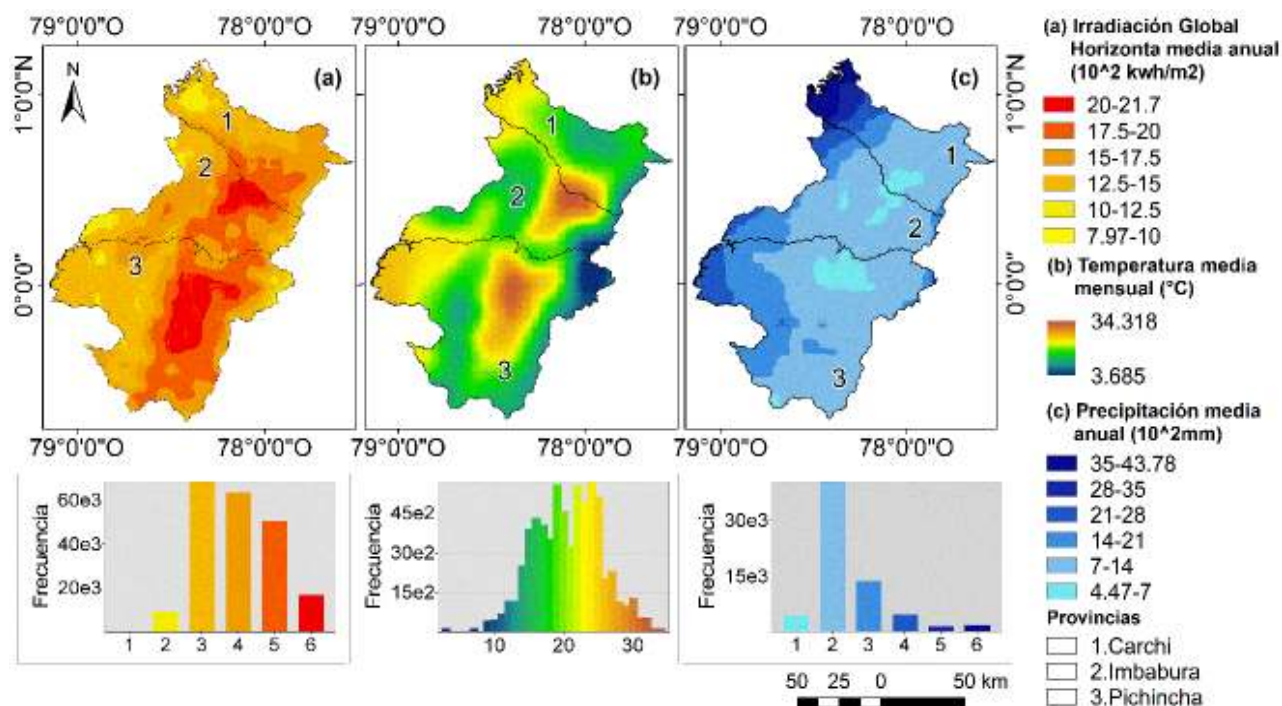 79°0'0"O 78°0'0"O 79°0'0"O 78°0'0"O 79°0'0"O 78°0'0"O
N
(a) (b) (c)
1°0'0"N
1°0'0"N
0°0'0"
0°0'0"
1
2
3
1
2
3
1
2
3
79°0'0"O 78°0'0"O 79°0'0"O 78°0'0"O 79°0'0"O 78°0'0"O
(a) Irradiación Global
Horizonta media anual
(10^2 kwh/m2)
20-21.7
17.5-20
15-17.5
12.5-15
10-12.5
7.97-10
(b) Temperatura media
mensual (°C)
34.318
3.685
(c) Precipitación media
anual (10^2mm)
35-43.78
28-35
21-28
14-21
7-14
4.47-7
Provincias
1.Carchi
2.Imbabura
3.Pichincha
Frecuencia
60e3
40e3
20e3
1 2 3 4 5 6
Frecuencia
45e2
30e2
15e2
10 20 30
Frecuencia
30e3
15e3
1 2 3 4 5 6
50 25 0 50 km